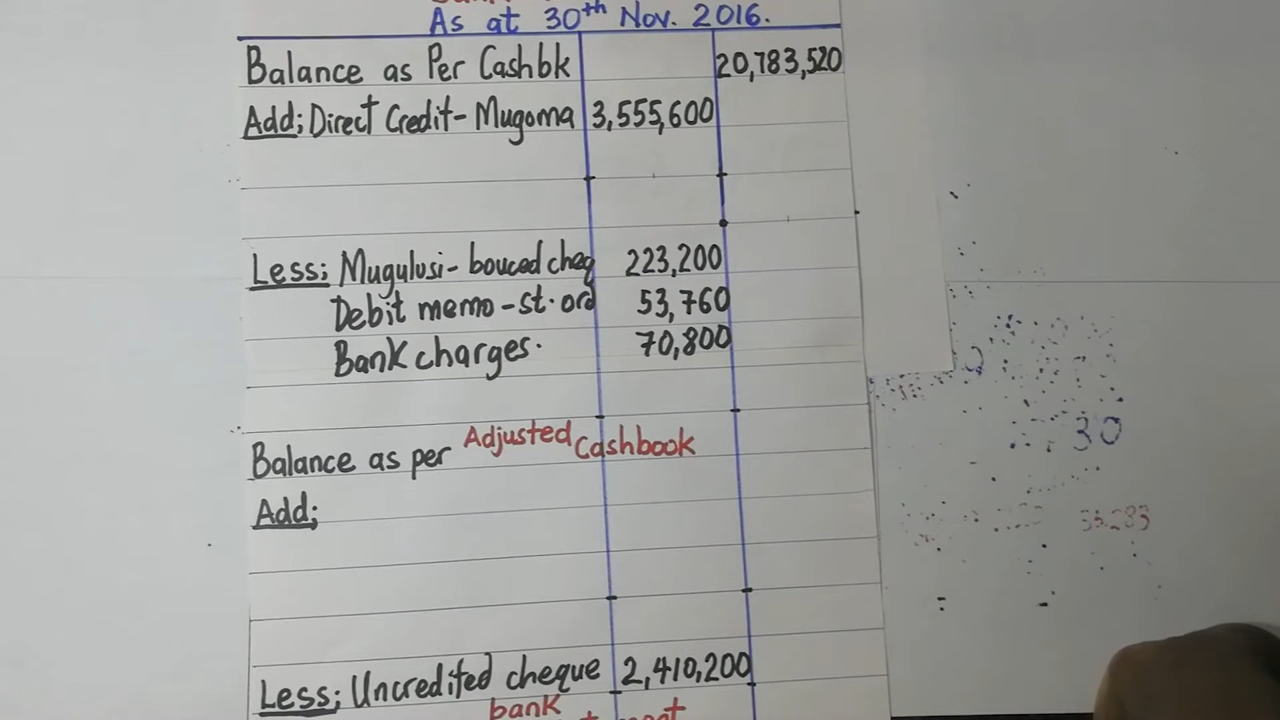 As at 30th Nov. 2016.
Balance as Per Cashbk 20,783,520
Add; Direct Credit- Mugoma 3,555,600
Less; Mugulusi- bouced cheq 223,200
Debit memo-st. ord 53,760
Bank charges. 70,800
Balance as per Adjusted Cashbook
Add;
Less; Uncredited cheque 2,410,200
bank
30